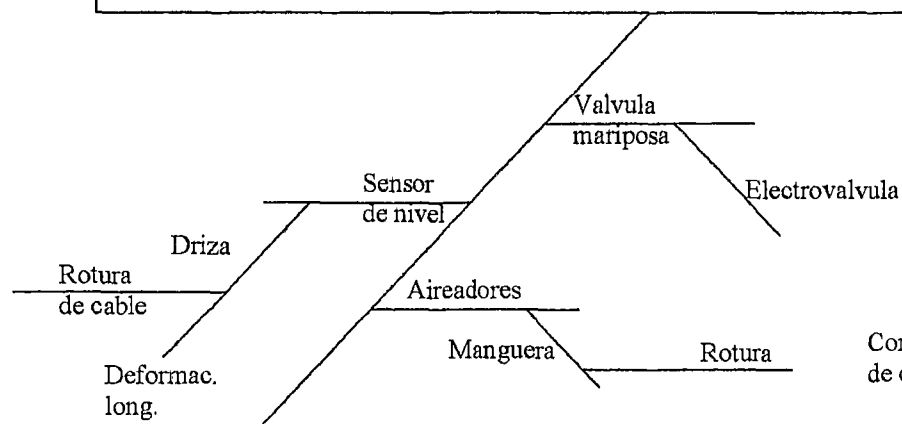 Valvula
mariposa
Sensor
de nivel
Electrovalvula
Driza
Rotura
de cable
Aireadores
Manguera
Rotura
Deformac.
long.